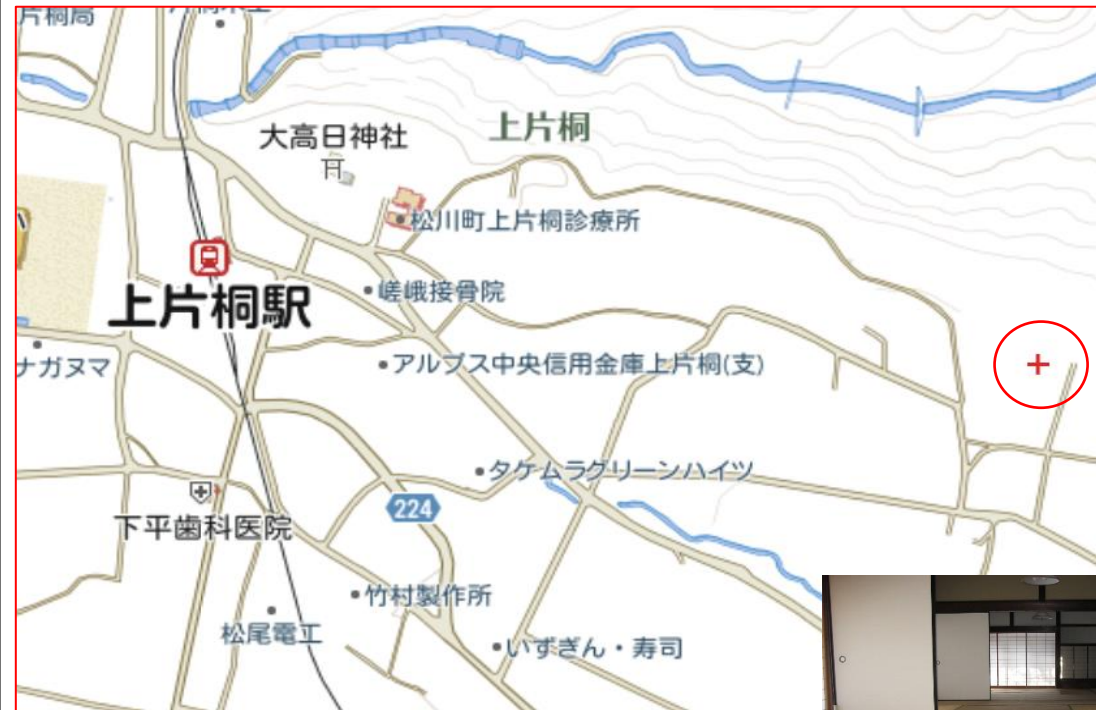 片桐局
大高日神社
上片桐
松川町上片桐診療所
上片桐駅
嵯峨接骨院
ナガヌマ
アルプス中央信用金庫上片桐(支)
タケムラグリーンハイツ
224
下平歯科医院
竹村製作所
松尾電工
いずぎん・寿司